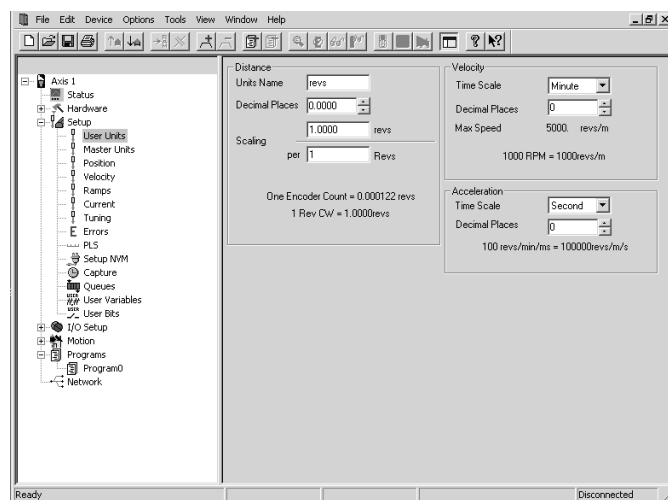 File Edit Device Options Tools View Window Help
Axis 1
Status
Hardware
Setup
User Units
Master Units
Position
Velocity
Ramps
Current
Tuning
E Errors
PLS
Setup NVM
Capture
Queues
User Variables
User Bits
I/O Setup
Motion
Programs
Program0
Network
Distance
Units Name revs
Decimal Places 0.0000
Scaling
1.0000 revs
per 1 Revs
One Encoder Count = 0.000122 revs
1 Rev CW = 1.0000revs
Velocity
Time Scale Minute
Decimal Places 0
Max Speed 5000. revs/m
1000 RPM = 1000revs/m
Acceleration
Time Scale Second
Decimal Places 0
100 revs/min/ms = 100000revs/m/s
Ready Disconnected